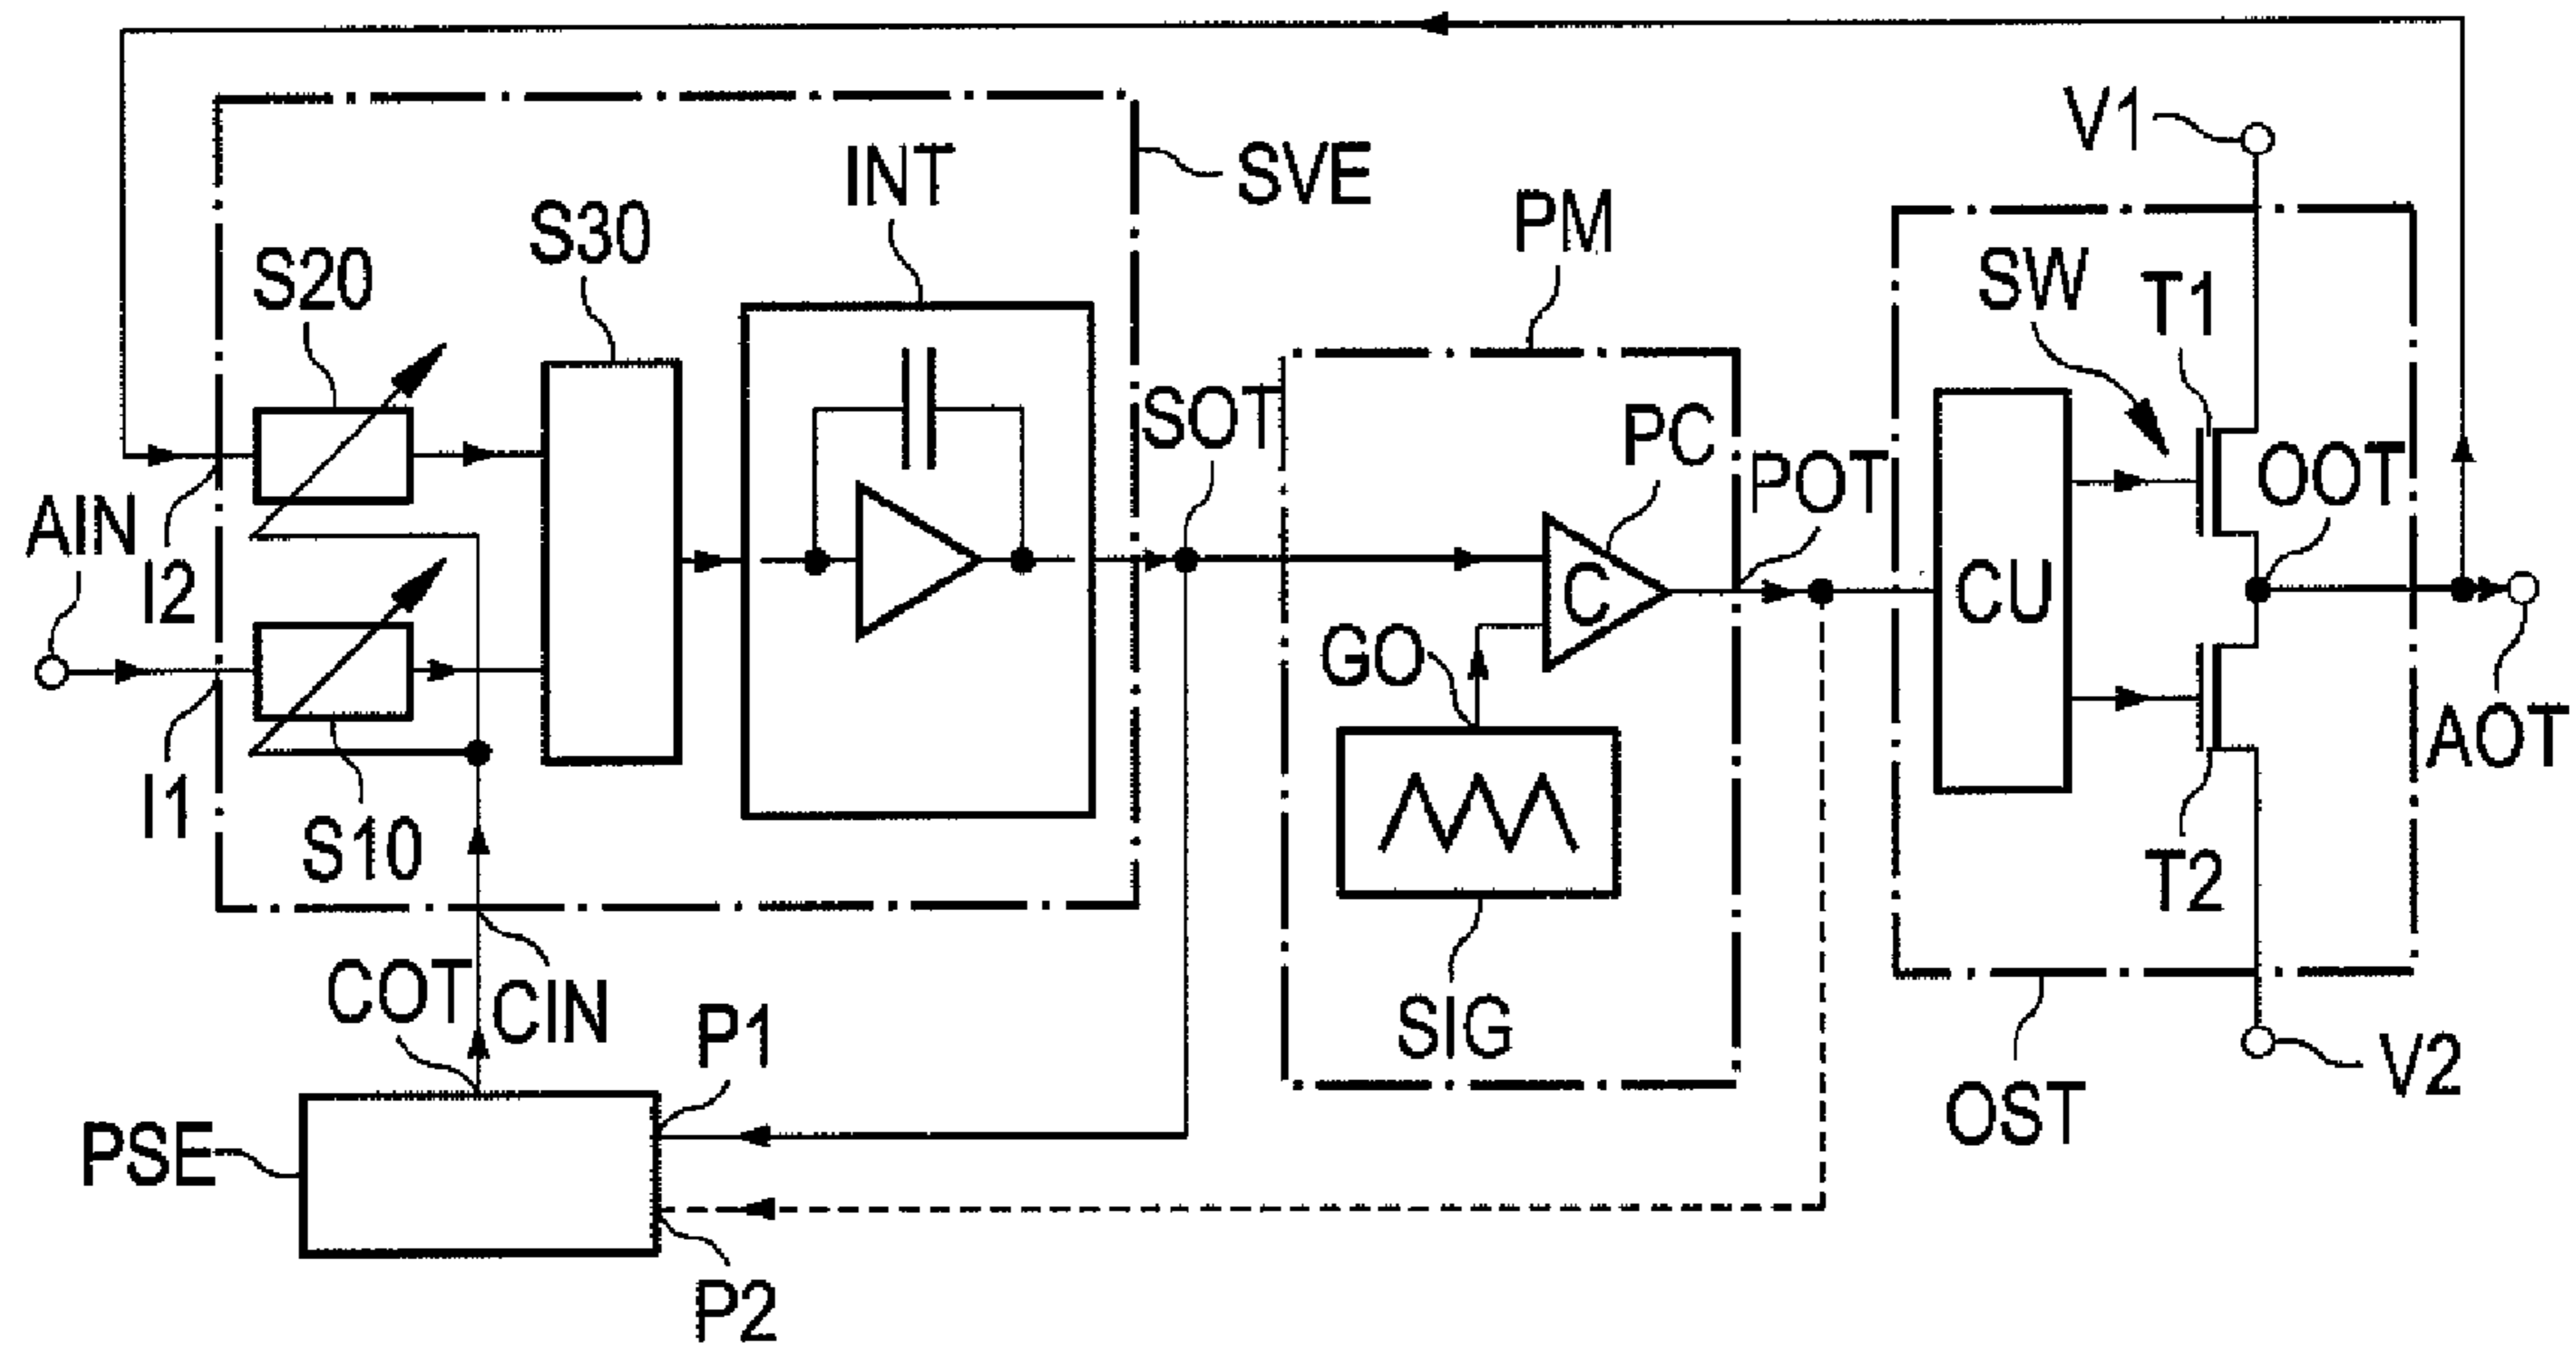 V1
SVE
INT
PM
S30
SW
T1
S20
SOT
PC
POT
OOT
AIN
I2
C
CU
GO
AOT
I1
S10
T2
COT
CIN
P1
SIG
V2
OST
PSE
P2